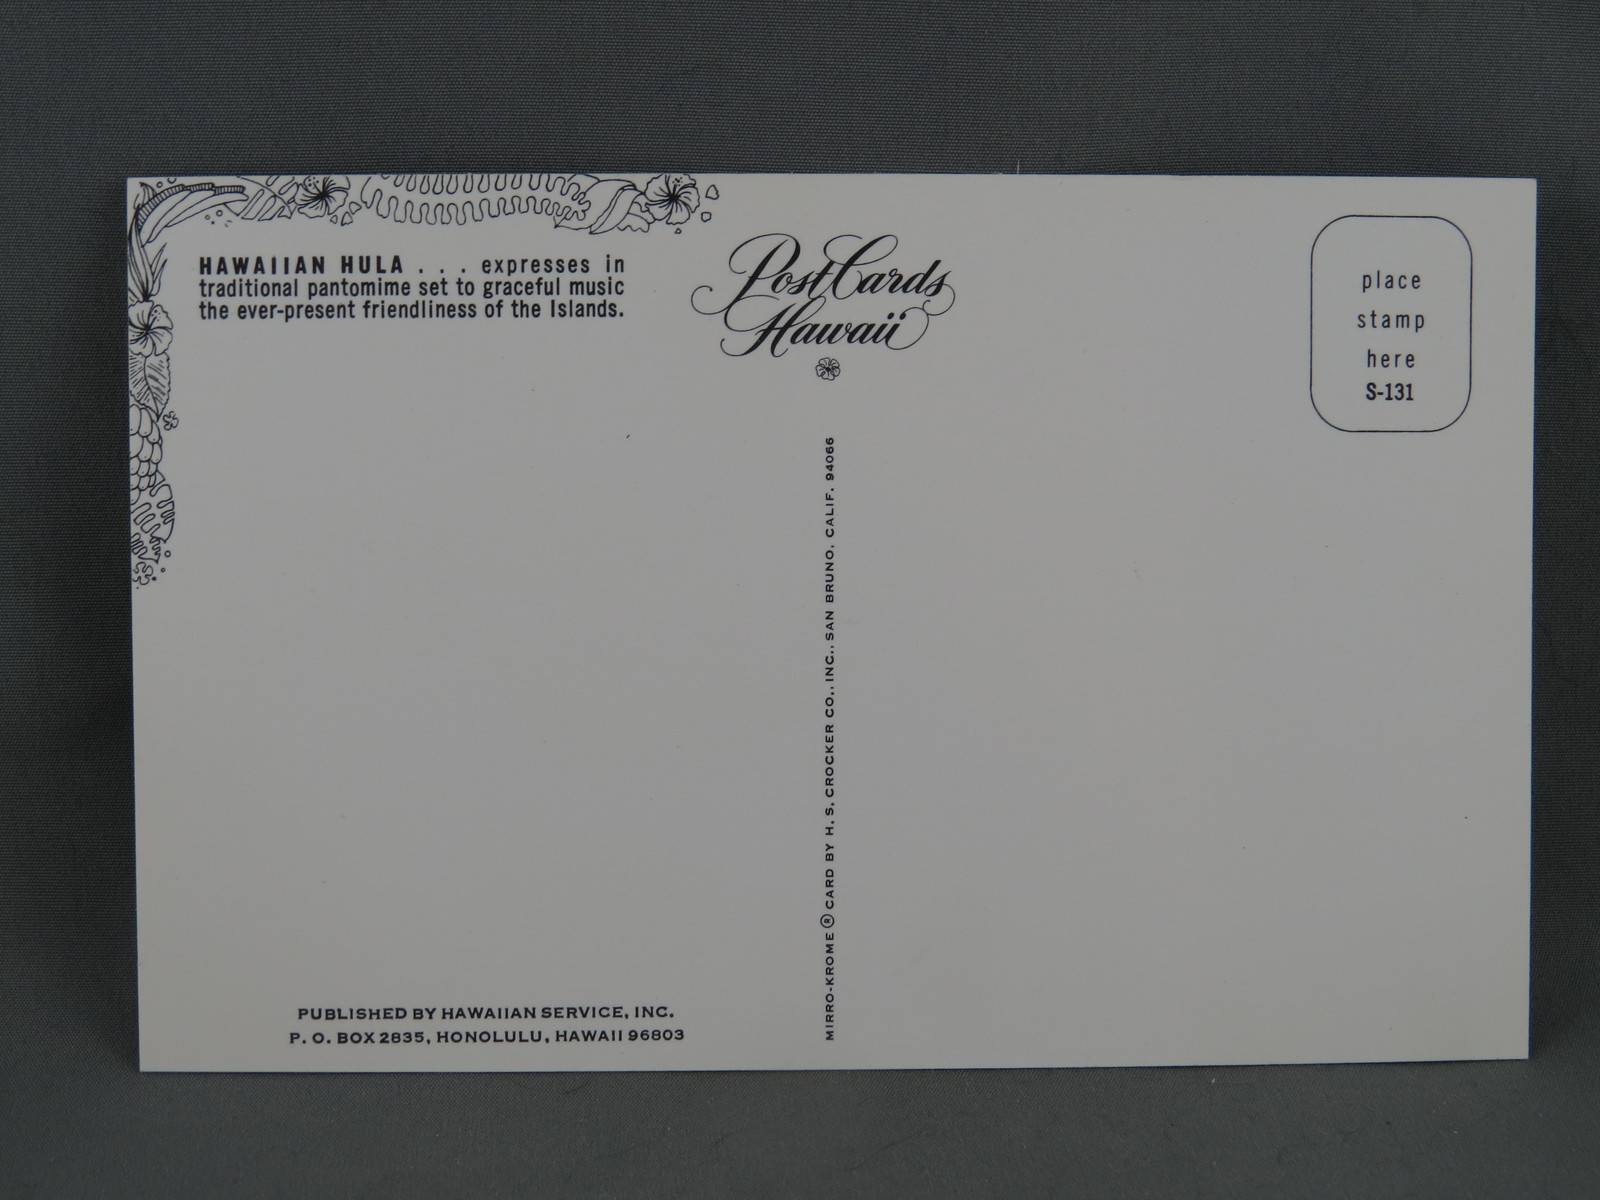 HAWAIIAN HULA . . . expresses in
traditional pantomime set to graceful music
the ever-present friendliness of the Islands.
PostCards
Hawaii
place
stamp
here
S-131
MIRRO-KROME ® CARD BY H. S. CROCKER CO., INC., SAN BRUNO, CALIF. 94066
PUBLISHED BY HAWAIIAN SERVICE, INC.
P. O. BOX 2835, HONOLULU, HAWAII 96803